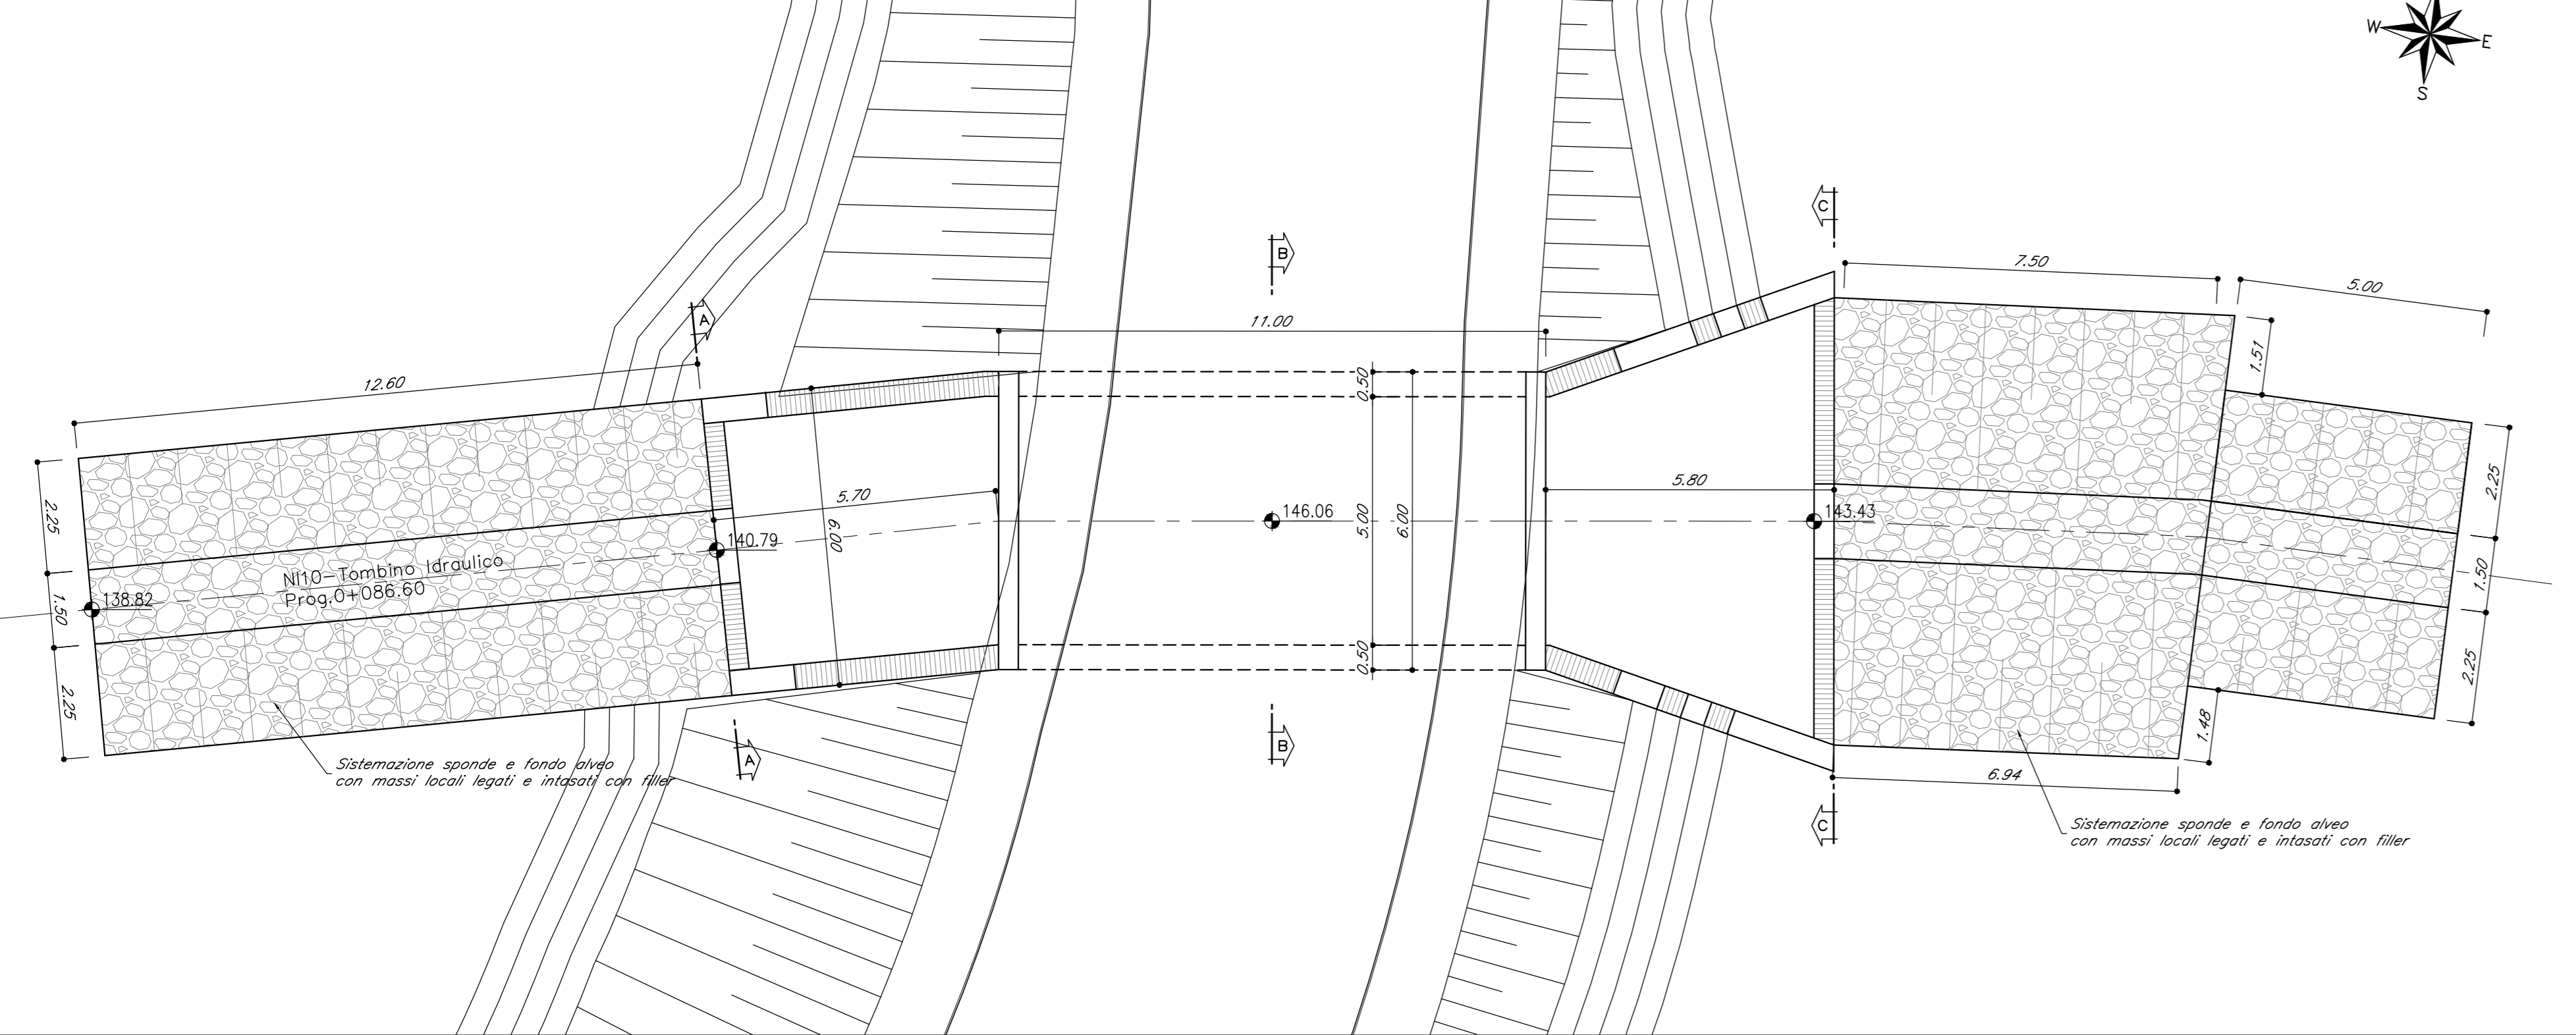 W
E
S
C
B
7.50
5.00
A
11.00
1.51
12.60
0.50
2.25
5.70
6.00
5.00
6.00
146.06
5.80
143.43
2.25
140.79
NI10-Tombino Idraulico
Prog.0+086.60
138.82
1.50
1.50
0.50
2.25
2.25
1.48
B
A
Sistemazione sponde e fondo alveo
con massi locali legati e intasati con filler
6.94
C
Sistemazione sponde e fondo alveo
con massi locali legati e intasati con filler